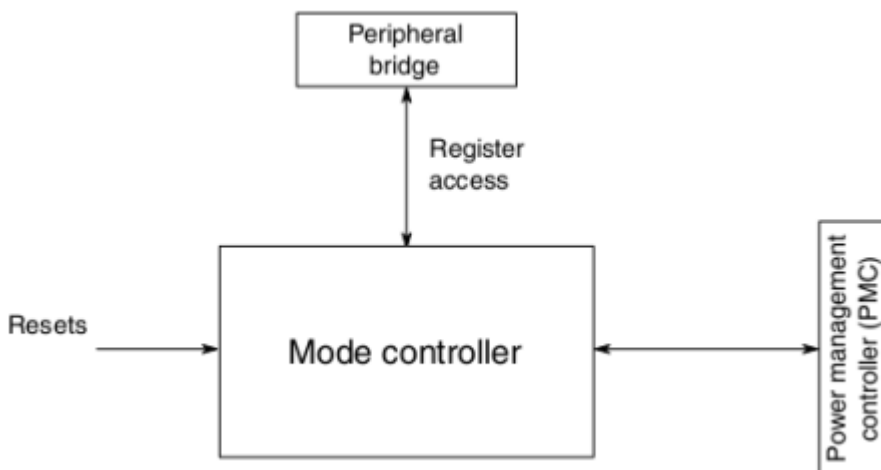 Peripheral
bridge
Register
access
Resets
Mode controller
Power management
controller (PMC)